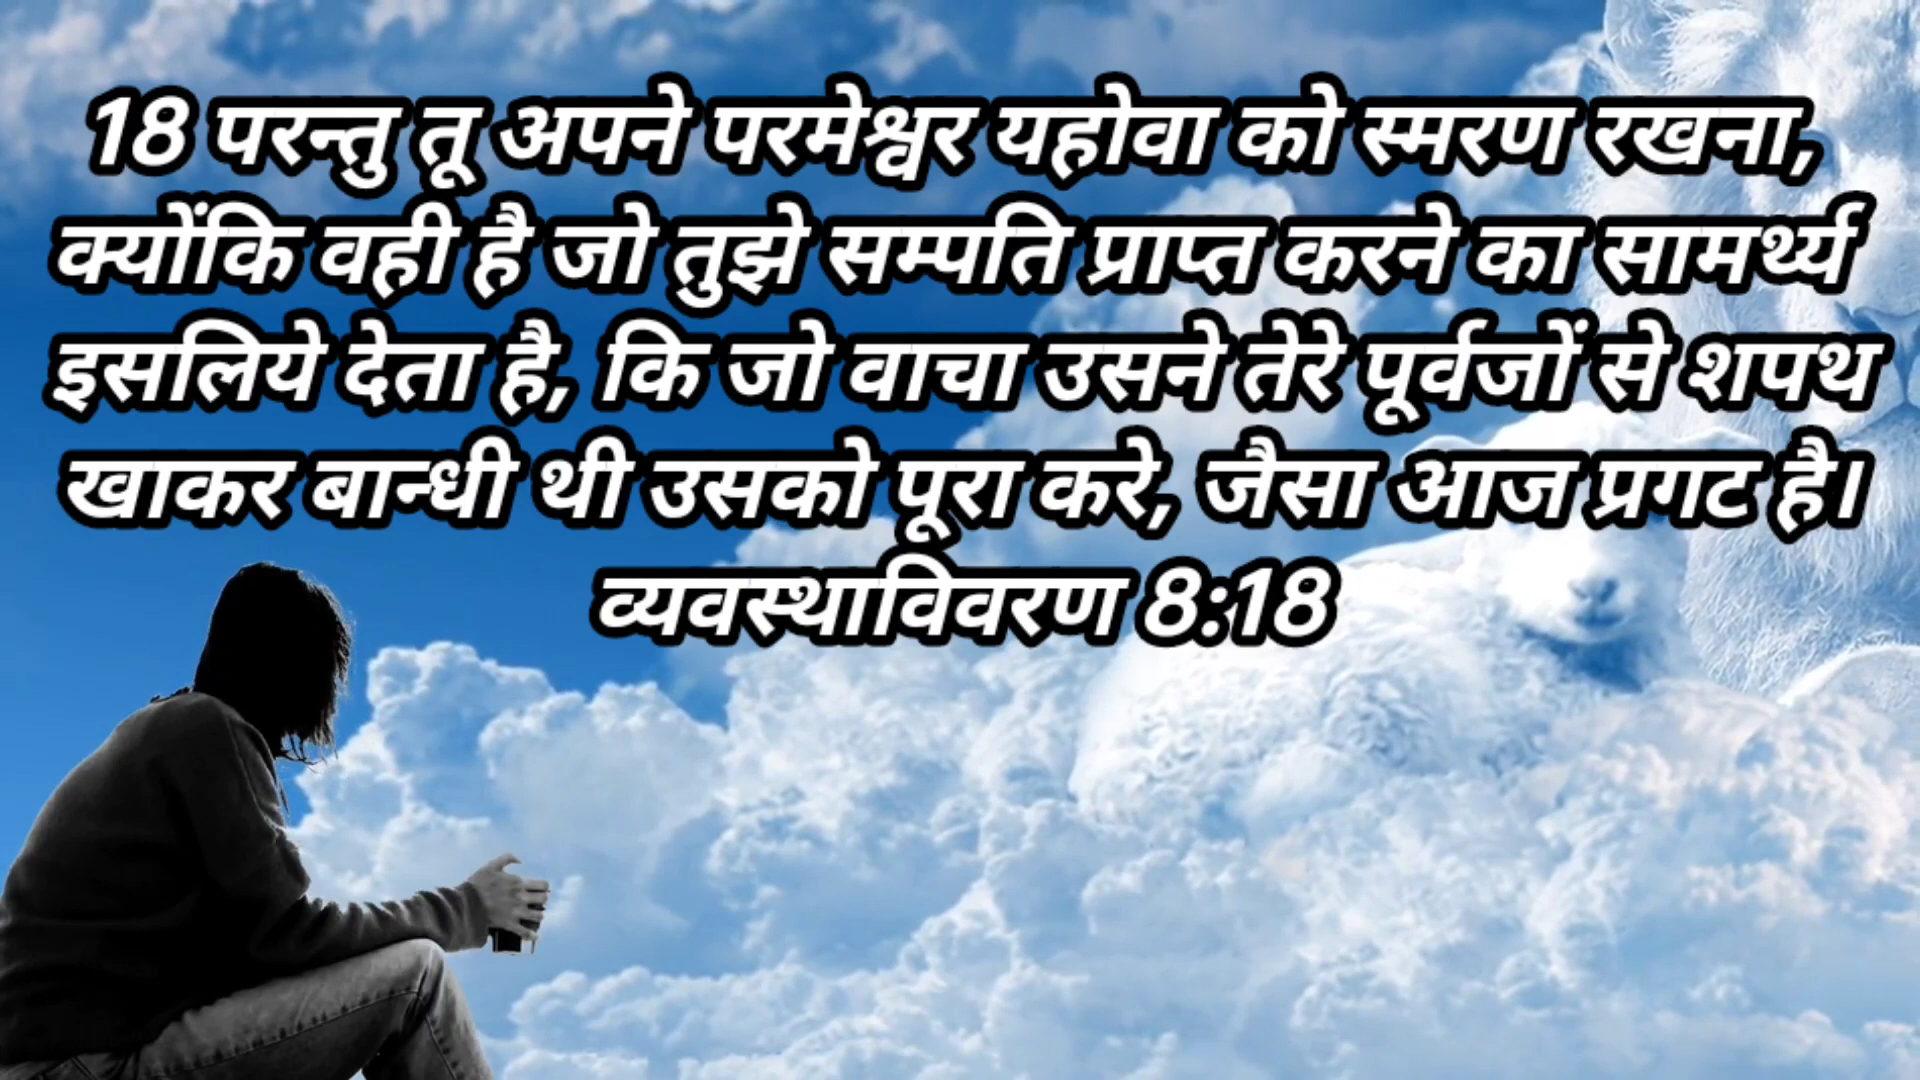 18 परन्तु तू अपने परमेश्वर यहोवा को स्मरण रखना,
क्योंकि वही है जो तुझे सम्पति प्राप्त करने का सामर्थ्य
इसलिये देता है, कि जो वाचा उसने तेरे पूर्वजों से शपथ
खाकर बान्धी थी उसको पूरा करे, जैसा आज प्रगट है।
व्यवस्थाविवरण 8:18